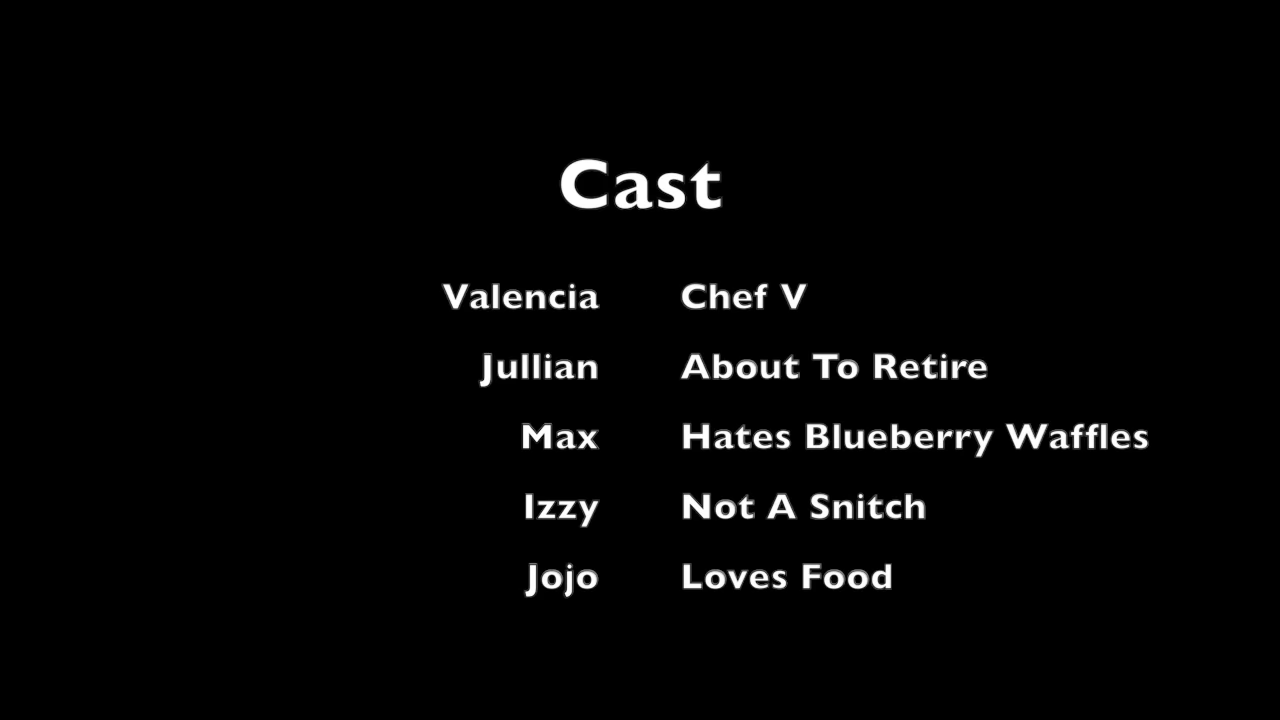 Cast
Valencia Chef V
Jullian About To Retire
Max Hates Blueberry Waffles
Izzy Not A Snitch
Jojo Loves Food